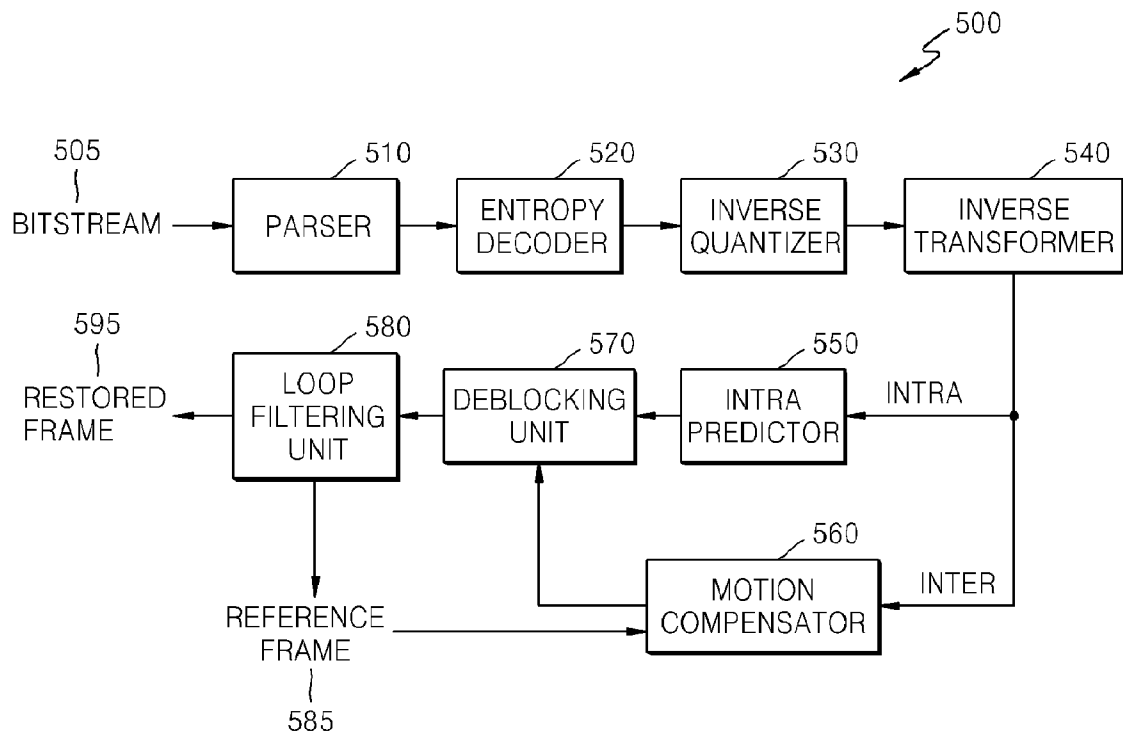 500
505
510
520
530
540
BITSTREAM
PARSER
ENTROPY
DECODER
INVERSE
QUANTIZER
INVERSE
TRANSFORMER
595
580
570
550
RESTORED
FRAME
LOOP
FILTERING
UNIT
DEBLOCKING
UNIT
INTRA
PREDICTOR
INTRA
560
REFERENCE
FRAME
MOTION
COMPENSATOR
INTER
585